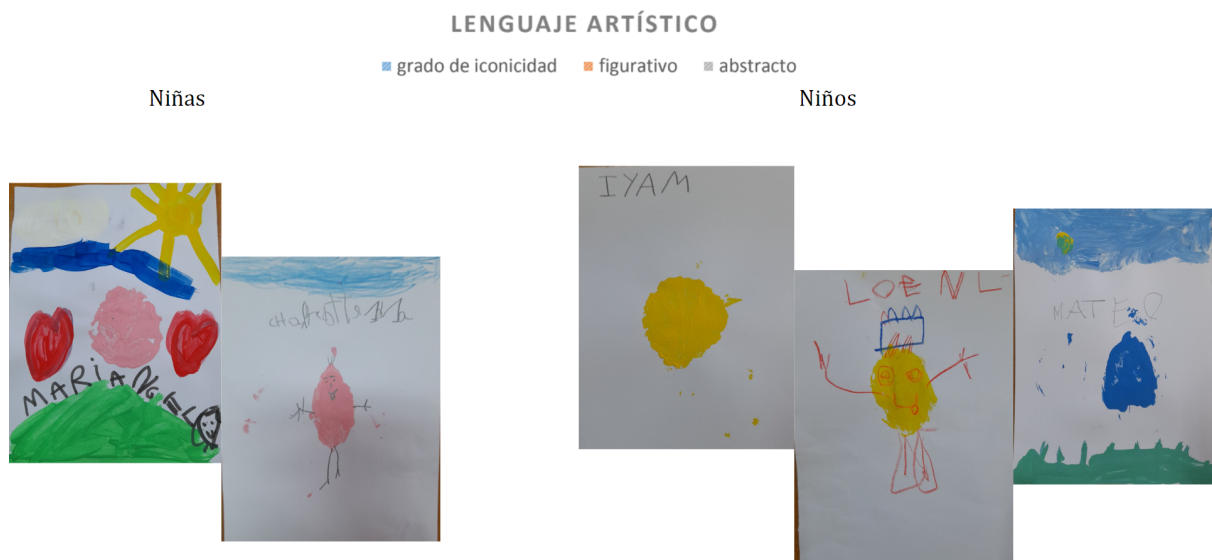 LENGUAJE ARTÍSTICO
grado de iconicidad figurativo abstracto
Niñas
Niños
MARIANGEL
IYAM
LOENL
MATEO